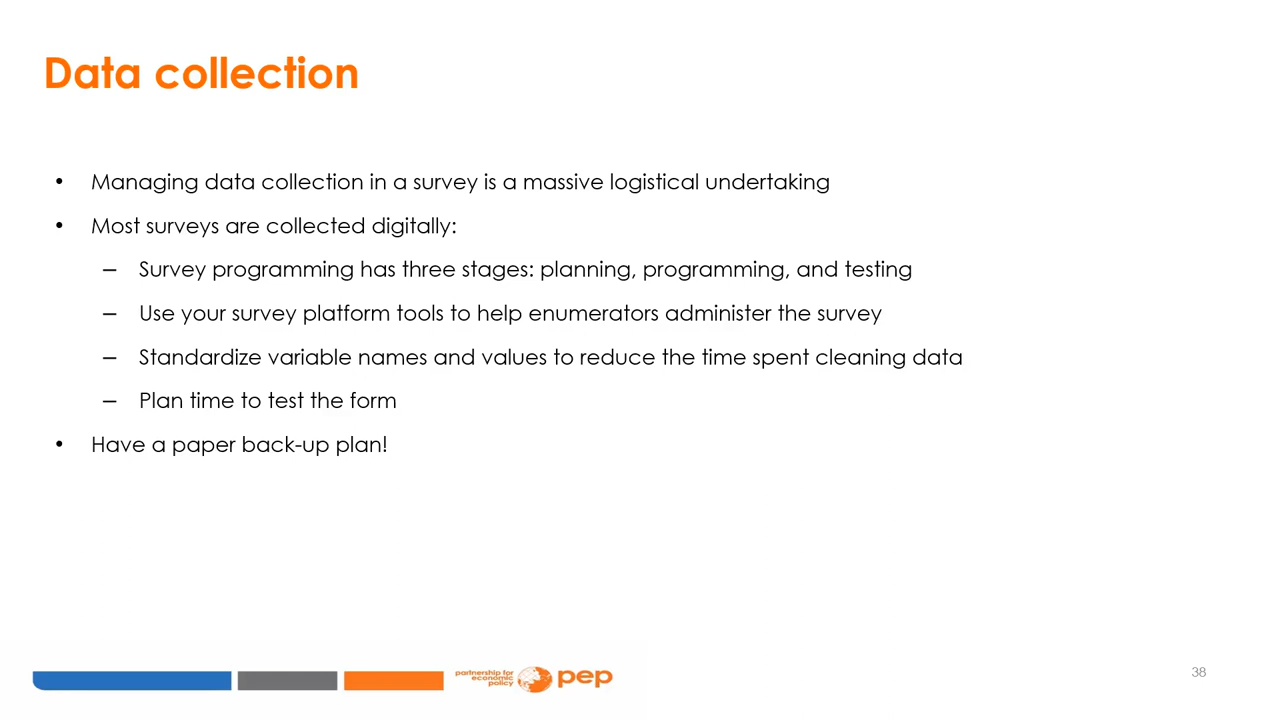 Data collection
• Managing data collection in a survey is a massive logistical undertaking
• Most surveys are collected digitally:
– Survey programming has three stages: planning, programming, and testing
– Use your survey platform tools to help enumerators administer the survey
– Standardize variable names and values to reduce the time spent cleaning data
– Plan time to test the form
• Have a paper back-up plan!
partnership for
economic
policy
pep
38